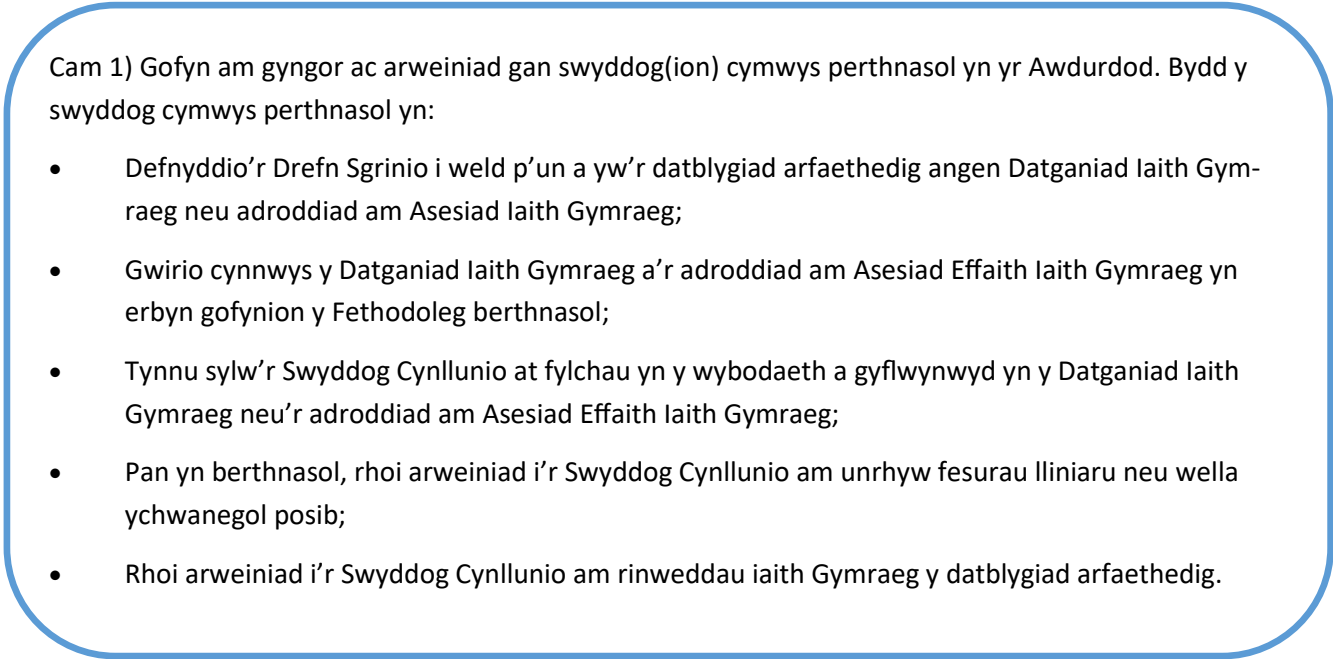 Cam 1) Gofyn am gyngor ac arweiniad gan swyddog(ion) cymwys perthnasol yn yr Awdurdod. Bydd y
swyddog cymwys perthnasol yn:
• Defnyddio’r Drefn Sgrinio i weld p’un a yw’r datblygiad arfaethedig angen Datganiad Iaith Gym-
raeg neu adroddiad am Asesiad Iaith Gymraeg;
• Gwirio cynnwys y Datganiad Iaith Gymraeg a’r adroddiad am Asesiad Effaith Iaith Gymraeg yn
erbyn gofynion y Fethodoleg berthnasol;
• Tynnu sylw’r Swyddog Cynllunio at fylchau yn y wybodaeth a gyflwynwyd yn y Datganiad Iaith
Gymraeg neu’r adroddiad am Asesiad Effaith Iaith Gymraeg;
• Pan yn berthnasol, rhoi arweiniad i’r Swyddog Cynllunio am unrhyw fesurau lliniaru neu wella
ychwanegol posib;
• Rhoi arweiniad i’r Swyddog Cynllunio am rinweddau iaith Gymraeg y datblygiad arfaethedig.